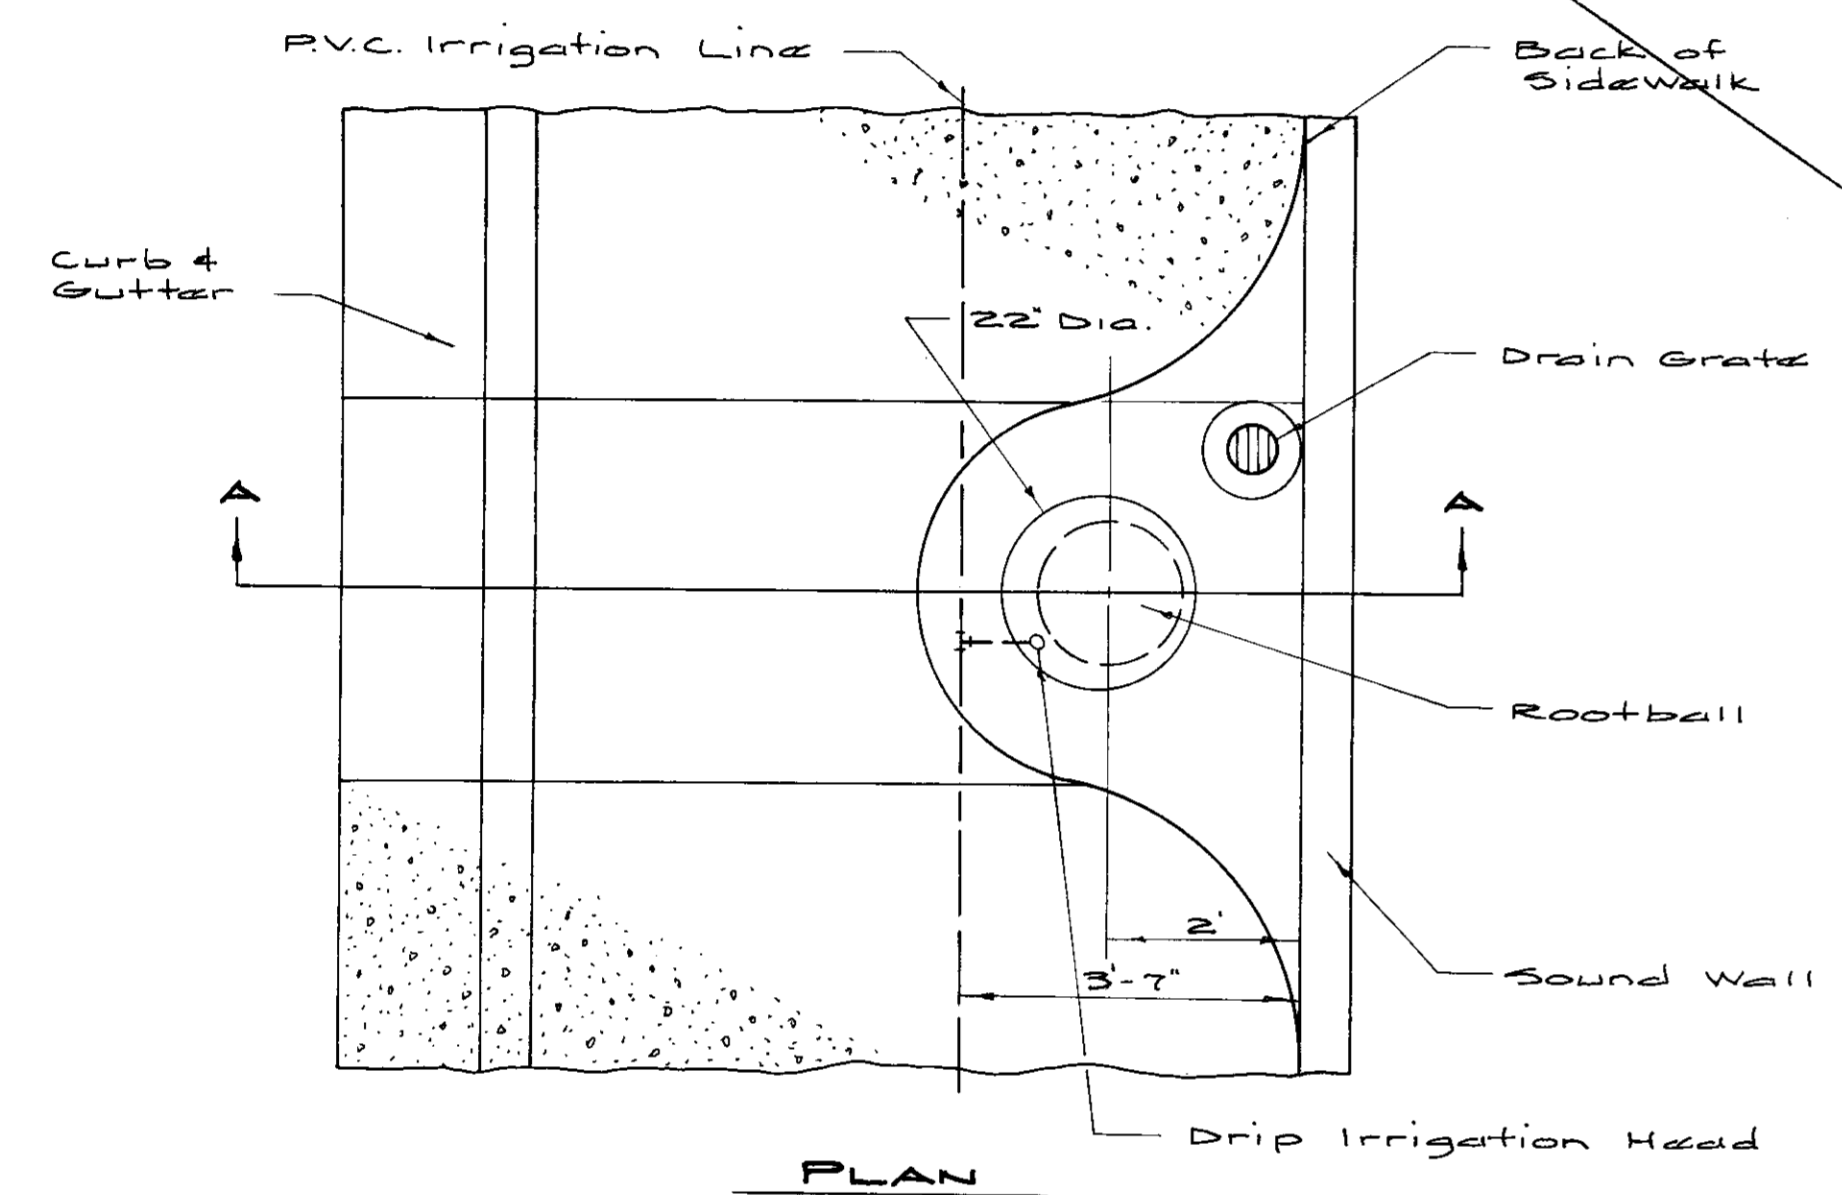 P.V.C. Irrigation Line
Back of
Sidewalk
Curb &
Gutter
22" Dia.
Drain Grate
A
A
Rootball
2'
3'-7"
Sound Wall
Drip Irrigation Head
PLAN